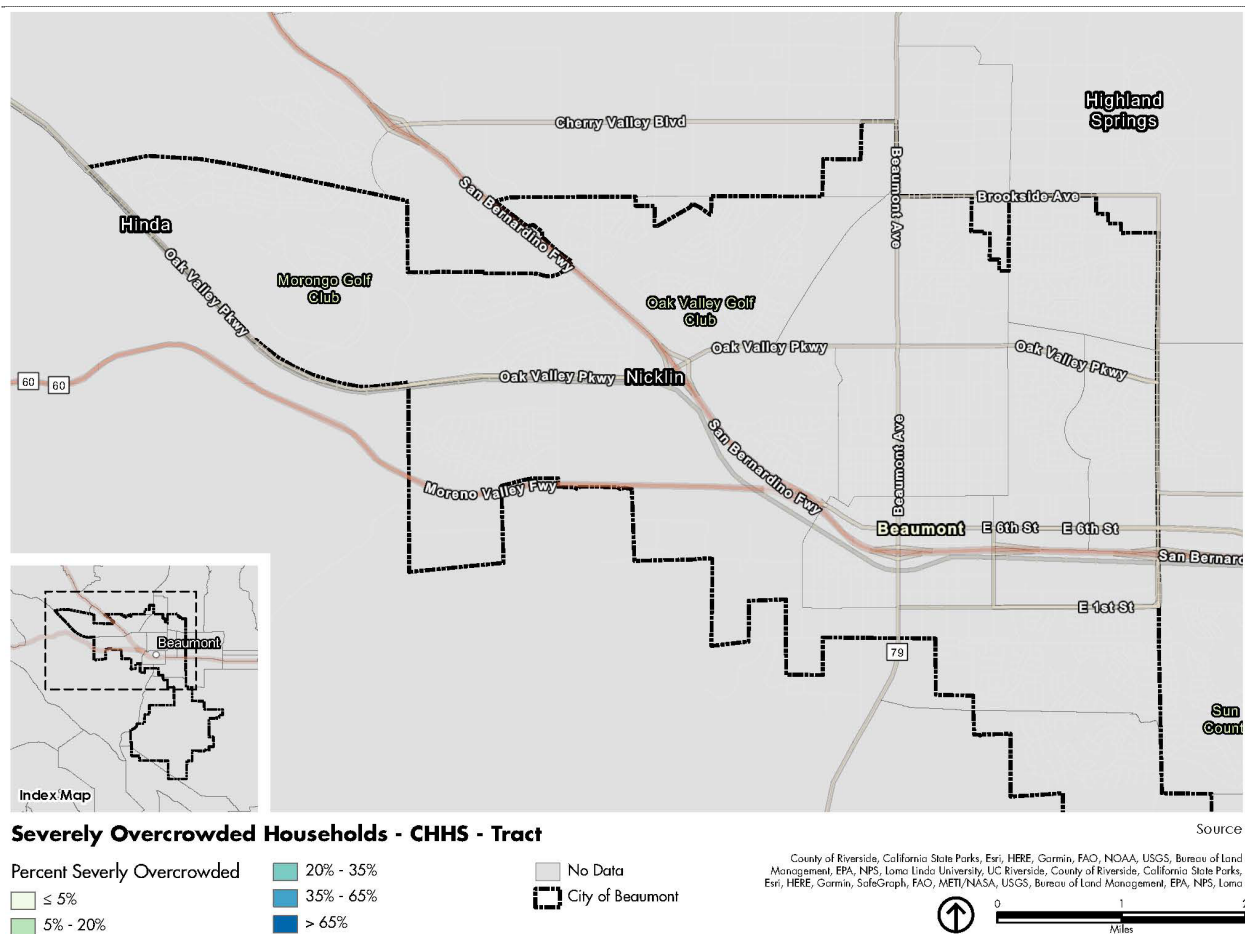 Highland
Springs
Cherry Valley Blvd
Beaumont Ave
Brookside Ave
San Bernardino Fwy
Hinda
Oak Valley Pkwy
Morongo Golf
Club
Oak Valley Golf
Club
Oak Valley Pkwy
Oak Valley Pkwy
60
60
Oak Valley Pkwy
Nicklin
San Bernardino Fwy
Beaumont Ave
Moreno Valley Fwy
Beaumont
E 6th St
E 6th St
San Bernard
E 1st St
79
Sun
Count
Beaumont
Index Map
Severely Overcrowded Households - CHHS - Tract
Source
Percent Severly Overcrowded
≤ 5%
5% - 20%
20% - 35%
35% - 65%
> 65%
No Data
City of Beaumont
County of Riverside, California State Parks, Esri, HERE, Garmin, FAO, NOAA, USGS, Bureau of Land
Management, EPA, NPS, Loma Linda University, UC Riverside, County of Riverside, California State Parks,
Esri, HERE, Garmin, SafeGraph, FAO, METI/NASA, USGS, Bureau of Land Management, EPA, NPS, Loma
0 1 2
Miles